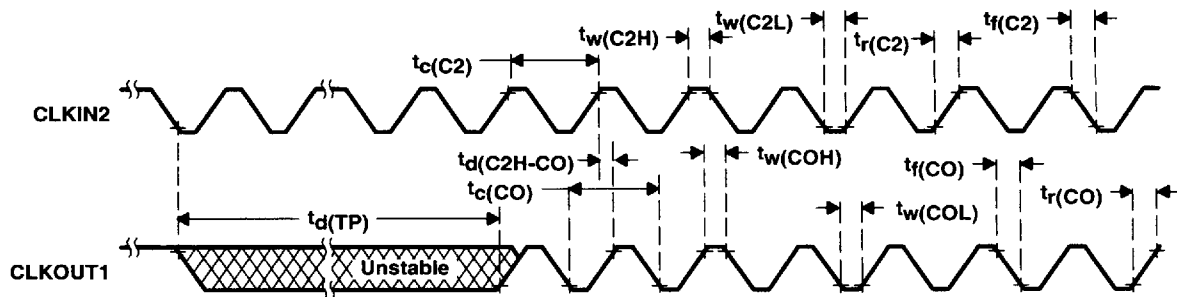 tw(C2H)
tw(C2L)
tf(C2)
tr(C2)
tc(C2)
CLKIN2
td(C2H-CO)
tw(COH)
tf(CO)
tc(CO)
tr(CO)
td(TP)
tw(COL)
CLKOUT1
Unstable